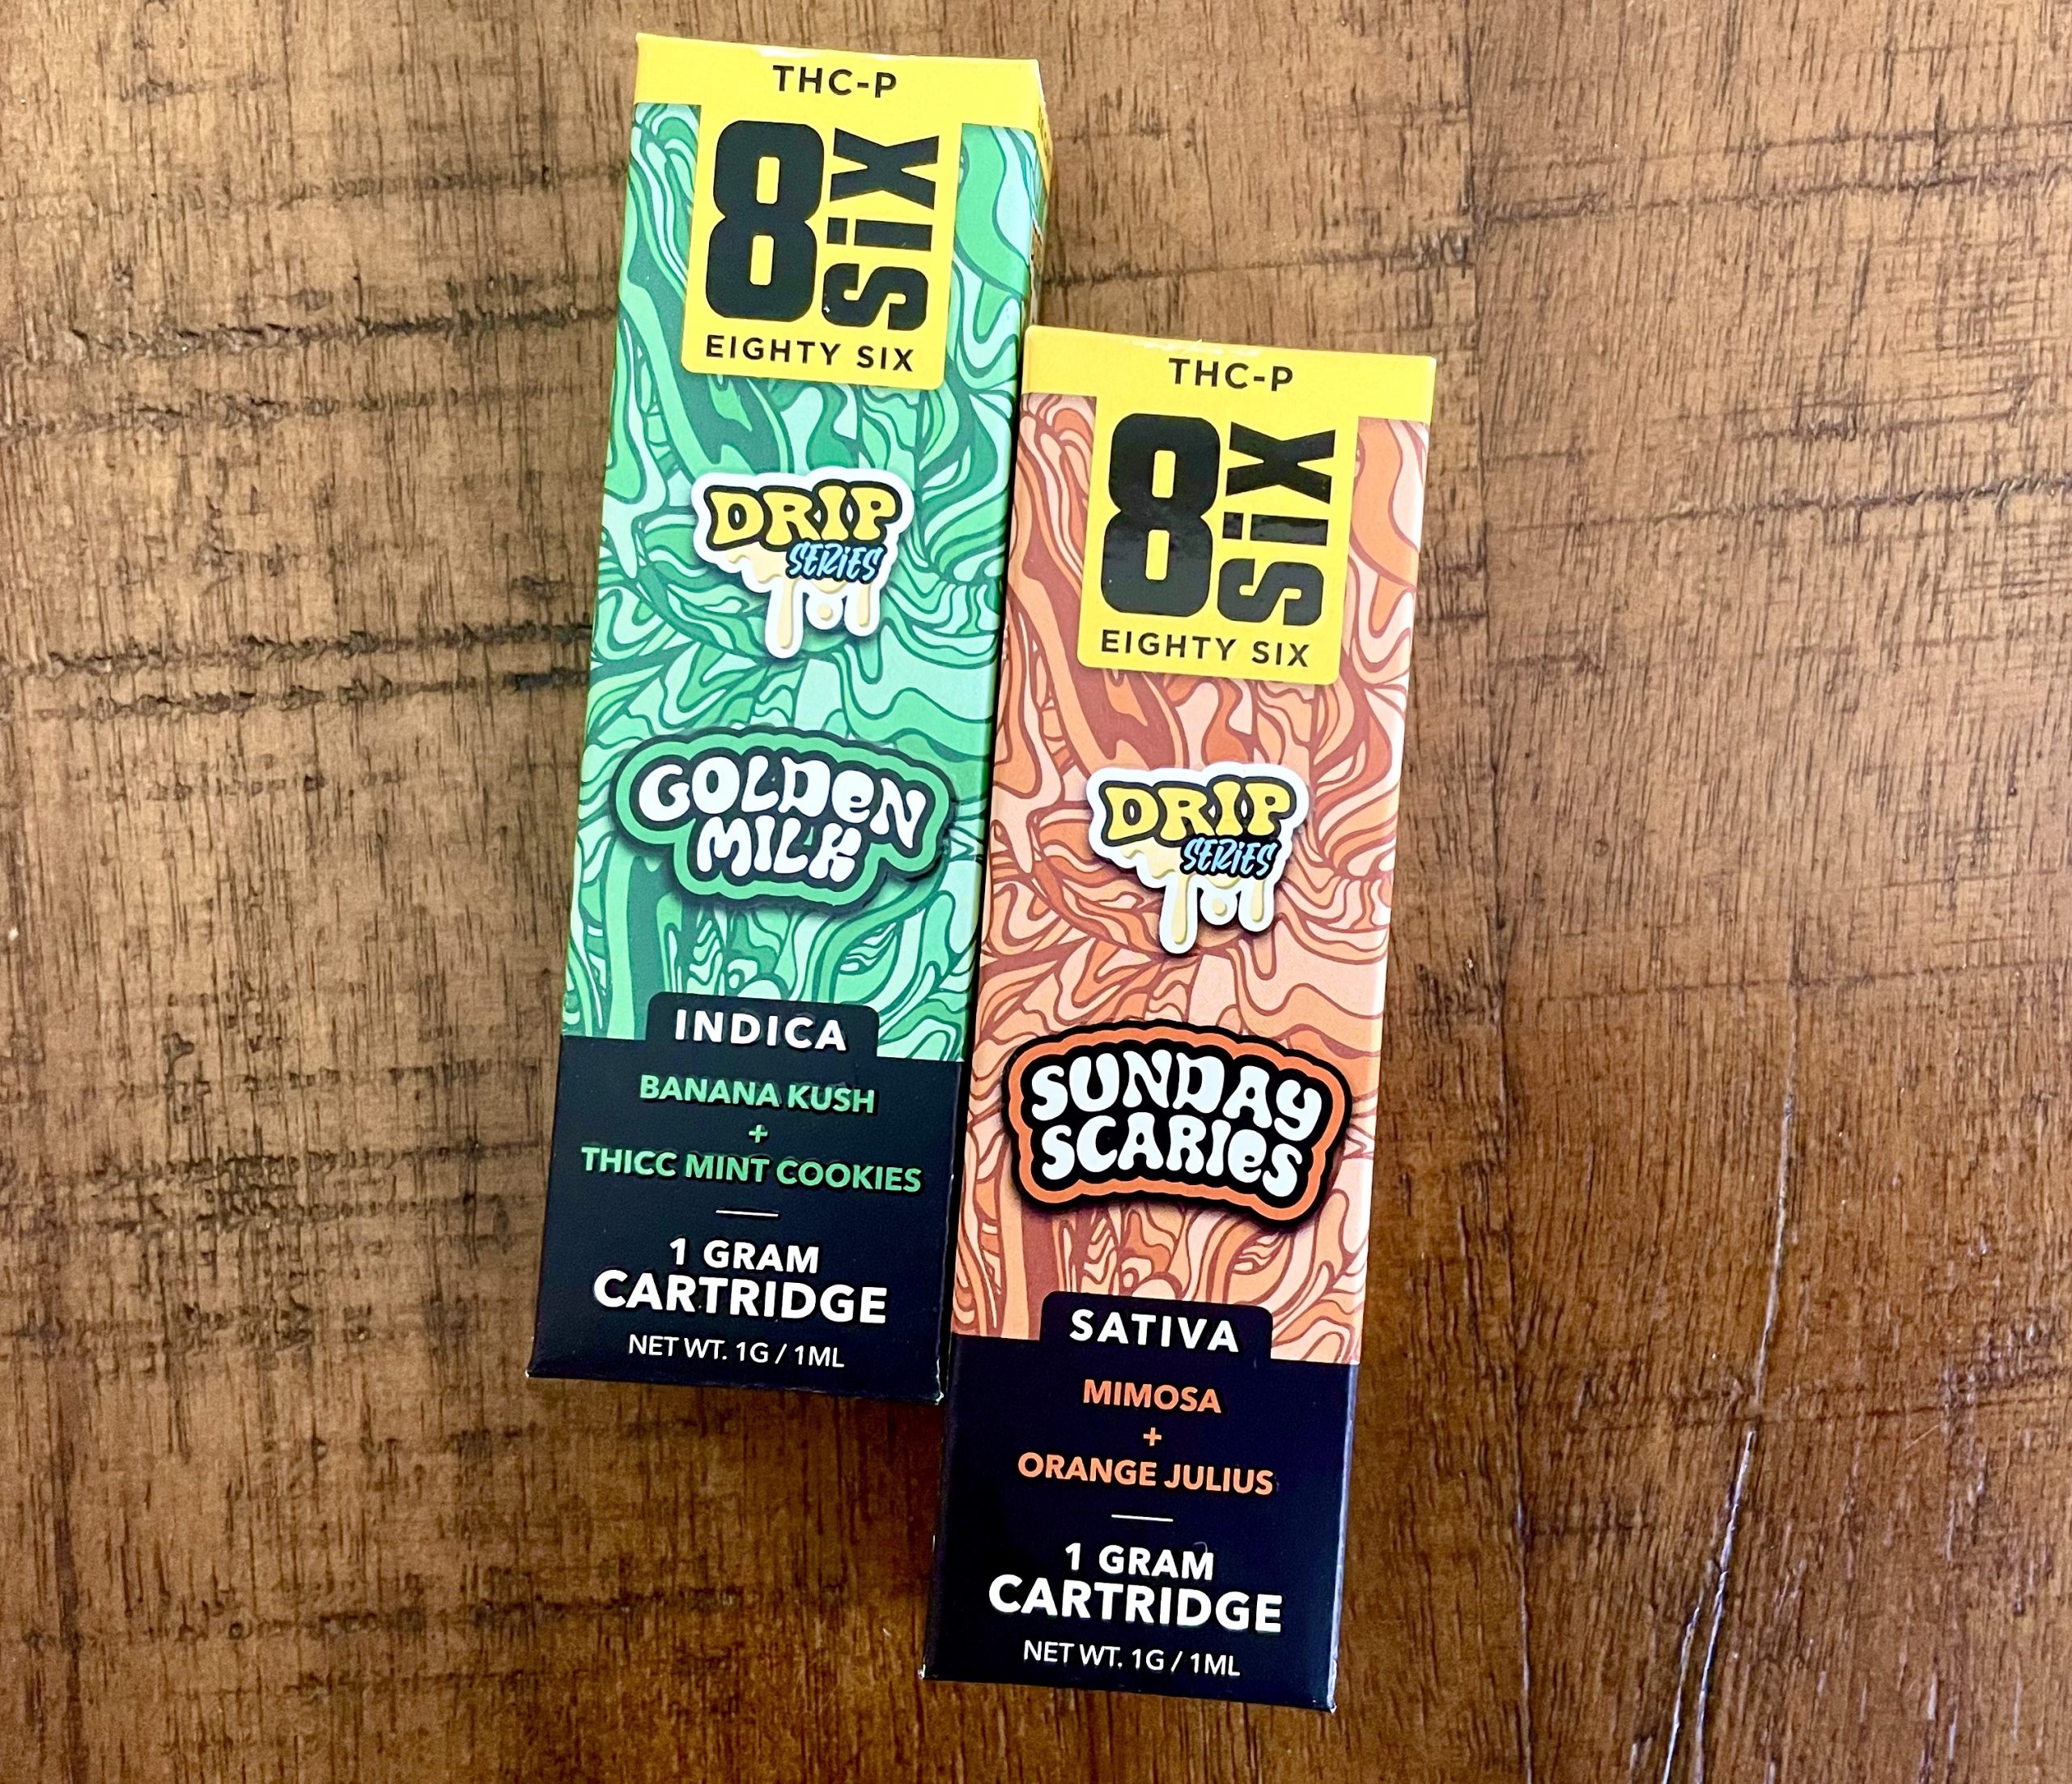 THC-P
8 SiX
EIGHTY SIX
DRIP
SERiES
GOLDeN
MILK
INDICA
BANANA KUSH
+
THICC MINT COOKIES
1 GRAM
CARTRIDGE
NET WT. 1G / 1ML
THC-P
8 SiX
EIGHTY SIX
DRIP
SERiES
SUNDAY
SCARIeS
SATIVA
MIMOSA
+
ORANGE JULIUS
1 GRAM
CARTRIDGE
NET WT. 1G / 1ML